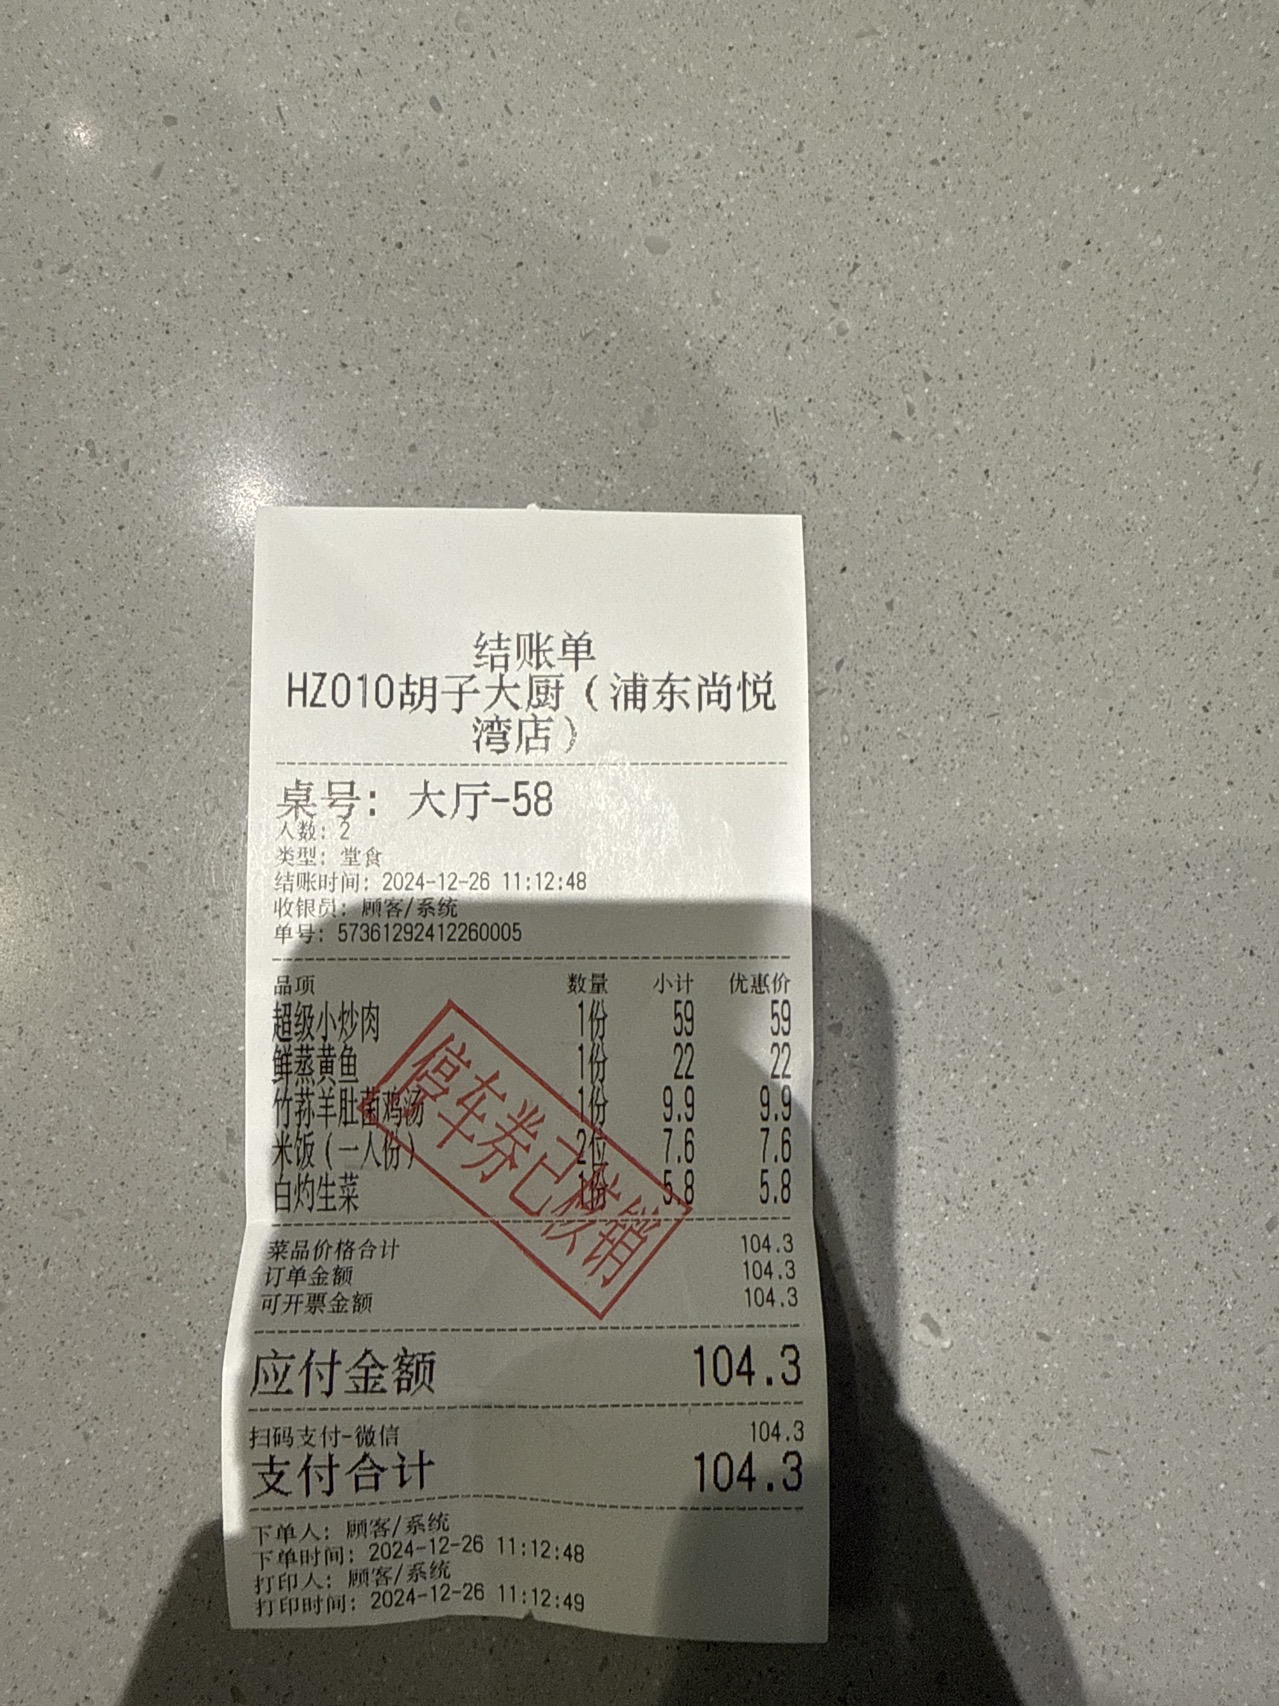 结账单
HZ010胡子大厨（浦东尚悦
湾店）
桌号：大厅-58
人数：2
类型：堂食
结账时间：2024-12-26 11:12:48
收银员：顾客/系统
单号：57361292412260005
品项 数量 小计 优惠价
超级小炒肉 1份 59 59
鲜蒸黄鱼 1份 22 22
竹荪羊肚菌鸡汤 1份 9.9 9.9
米饭（一人份） 2位 7.6 7.6
白灼生菜 1份 5.8 5.8
停车券已核销
菜品价格合计 104.3
订单金额 104.3
可开票金额 104.3
应付金额 104.3
扫码支付-微信 104.3
支付合计 104.3
下单人：顾客/系统
下单时间：2024-12-26 11:12:48
打印人：顾客/系统
打印时间：2024-12-26 11:12:49